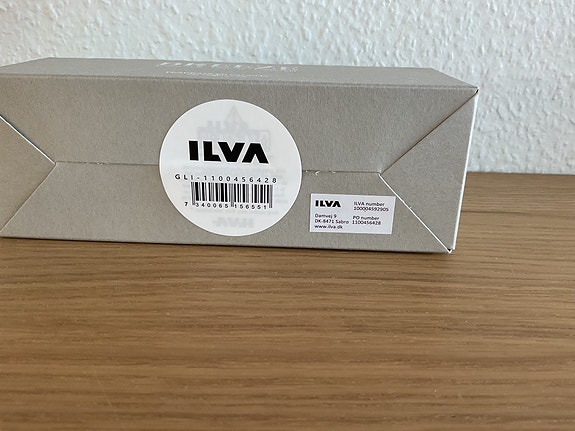 ILVA
GLI-1100456428
7 340065 156551
ILVA
ILVA number
100004592905
Damvej 9
DK-8471 Sabro
www.ilva.dk
PO number
1100456428